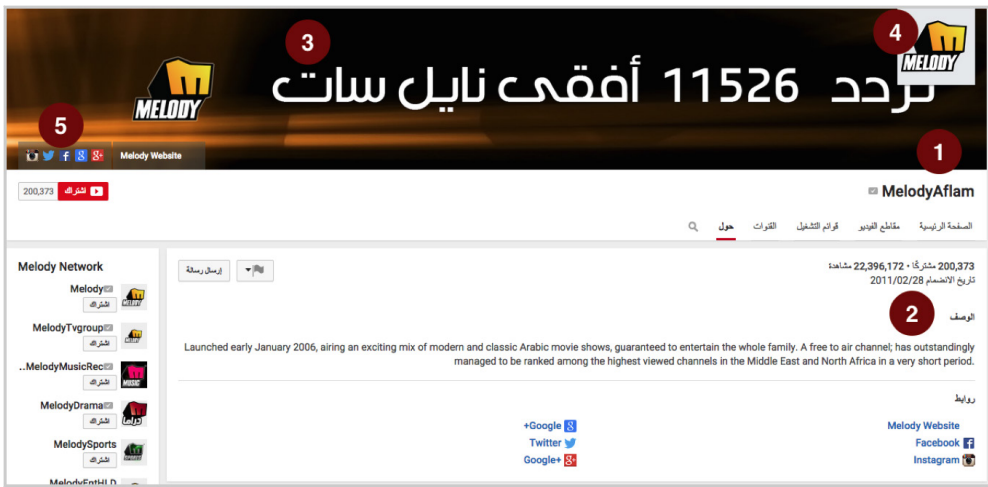 3
4
MELODY
تردد 11526 أفقى نايل سات
MELODY
5
Melody Website
1
MelodyAflam
اشتراك 200,373
الصفحة الرئيسية
مقاطع الفيديو
قوائم التشغيل
القنوات
حول
200,373 مشتركًا • 22,396,172 مشاهدة
تاريخ الانضمام 2011/02/28
إرسال رسالة
2
الوصف
Launched early January 2006, airing an exciting mix of modern and classic Arabic movie shows, guaranteed to entertain the whole family. A free to air channel; has outstandingly
managed to be ranked among the highest viewed channels in the Middle East and North Africa in a very short period.
روابط
Melody Website
Facebook
Instagram
+Google
Twitter
Google+
Melody Network
Melody
اشتراك
MelodyTvgroup
اشتراك
..MelodyMusicRec
اشتراك
MUSIC
MelodyDrama
اشتراك
دراما
MelodySports
اشتراك
MelodyEntHLD